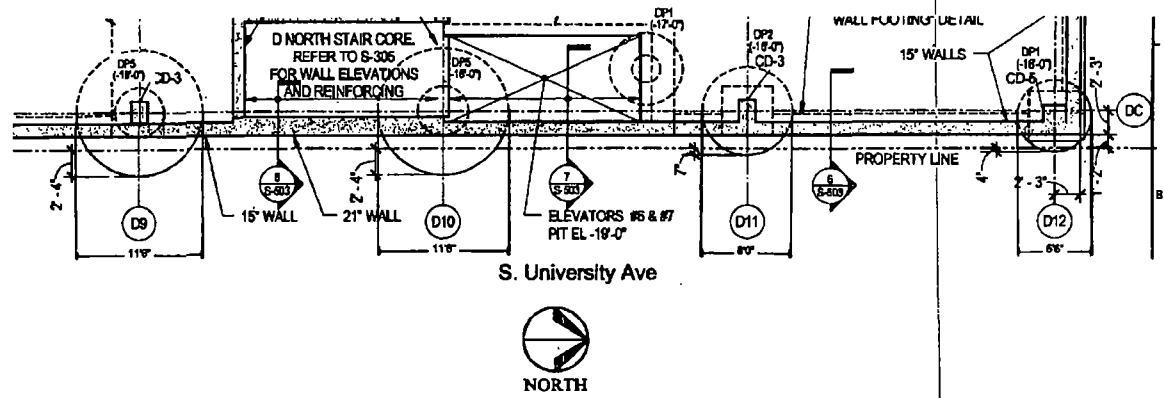 WALL FOOTING DETAIL
15" WALLS
D NORTH STAIR CORE.
REFER TO S-305
FOR WALL ELEVATIONS
AND REINFORCING
DP5
(-18'-0")
CD-3
DP5
(-18'-0")
DP1
(-17'-0")
DP2
(-16'-0")
CD-3
DP1
(-16'-0")
CD-5
2' - 3"
DC
PROPERTY LINE
2' - 4"
2' - 4"
7"
4"
2' - 3"
1' - 2"
8
S-503
7
S-503
6
S-503
D9
15" WALL
21" WALL
D10
ELEVATORS #6 & #7
PIT EL -19'-0"
D11
D12
B
11'6"
11'6"
8'0"
6'6"
S. University Ave
NORTH